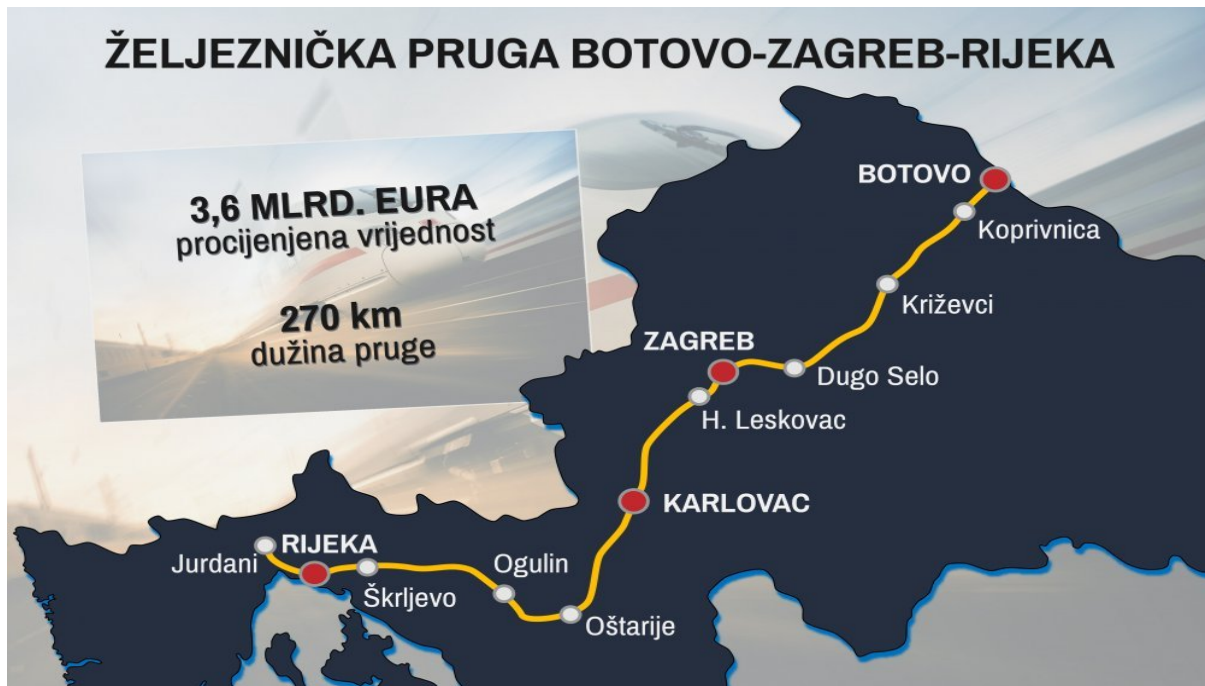 ŽELJEZNIČKA PRUGA BOTOVO-ZAGREB-RIJEKA
3,6 MLRD. EURA
procijenjena vrijednost
270 km
dužina pruge
BOTOVO
Koprivnica
Križevci
ZAGREB
Dugo Selo
H. Leskovac
KARLOVAC
Jurdani
RIJEKA
Škrljevo
Ogulin
Oštarije